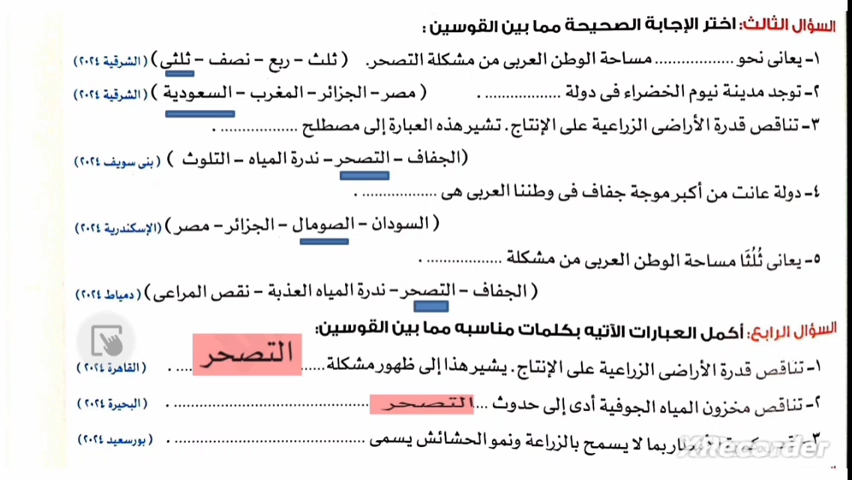 السؤال الثالث: اختر الإجابة الصحيحة مما بين القوسين :
١- يعانى نحو .................. مساحة الوطن العربى من مشكلة التصحر. ( ثلث - ربع - نصف - ثلثى ) (الشرقية ٢٠٢٤)
٢- توجد مدينة نيوم الخضراء فى دولة .................. . ( مصر - الجزائر - المغرب - السعودية ) (الشرقية ٢٠٢٤)
٣- تناقص قدرة الأراضى الزراعية على الإنتاج. تشير هذه العبارة إلى مصطلح .................. .
(الجفاف - التصحر - ندرة المياه - التلوث ) (بنى سويف ٢٠٢٤)
٤- دولة عانت من أكبر موجة جفاف فى وطننا العربى هى .................. .
( السودان - الصومال - الجزائر - مصر ) (الإسكندرية ٢٠٢٤)
٥- يعانى ثُلُثَا مساحة الوطن العربى من مشكلة .................. .
( الجفاف - التصحر - ندرة المياه العذبة - نقص المراعى ) (دمياط ٢٠٢٤)
السؤال الرابع: أكمل العبارات الآتيه بكلمات مناسبه مما بين القوسين:
١- تناقص قدرة الأراضى الزراعية على الإنتاج. يشير هذا إلى ظهور مشكلة ...... التصحر .... . (القاهرة ٢٠٢٤)
٢- تناقص مخزون المياه الجوفية أدى إلى حدوث ... التصحر .................. . (البحيرة ٢٠٢٤)
بما لا يسمح بالزراعة ونمو الحشائش يسمى .................. . (بورسعيد ٢٠٢٤)
XRecorder